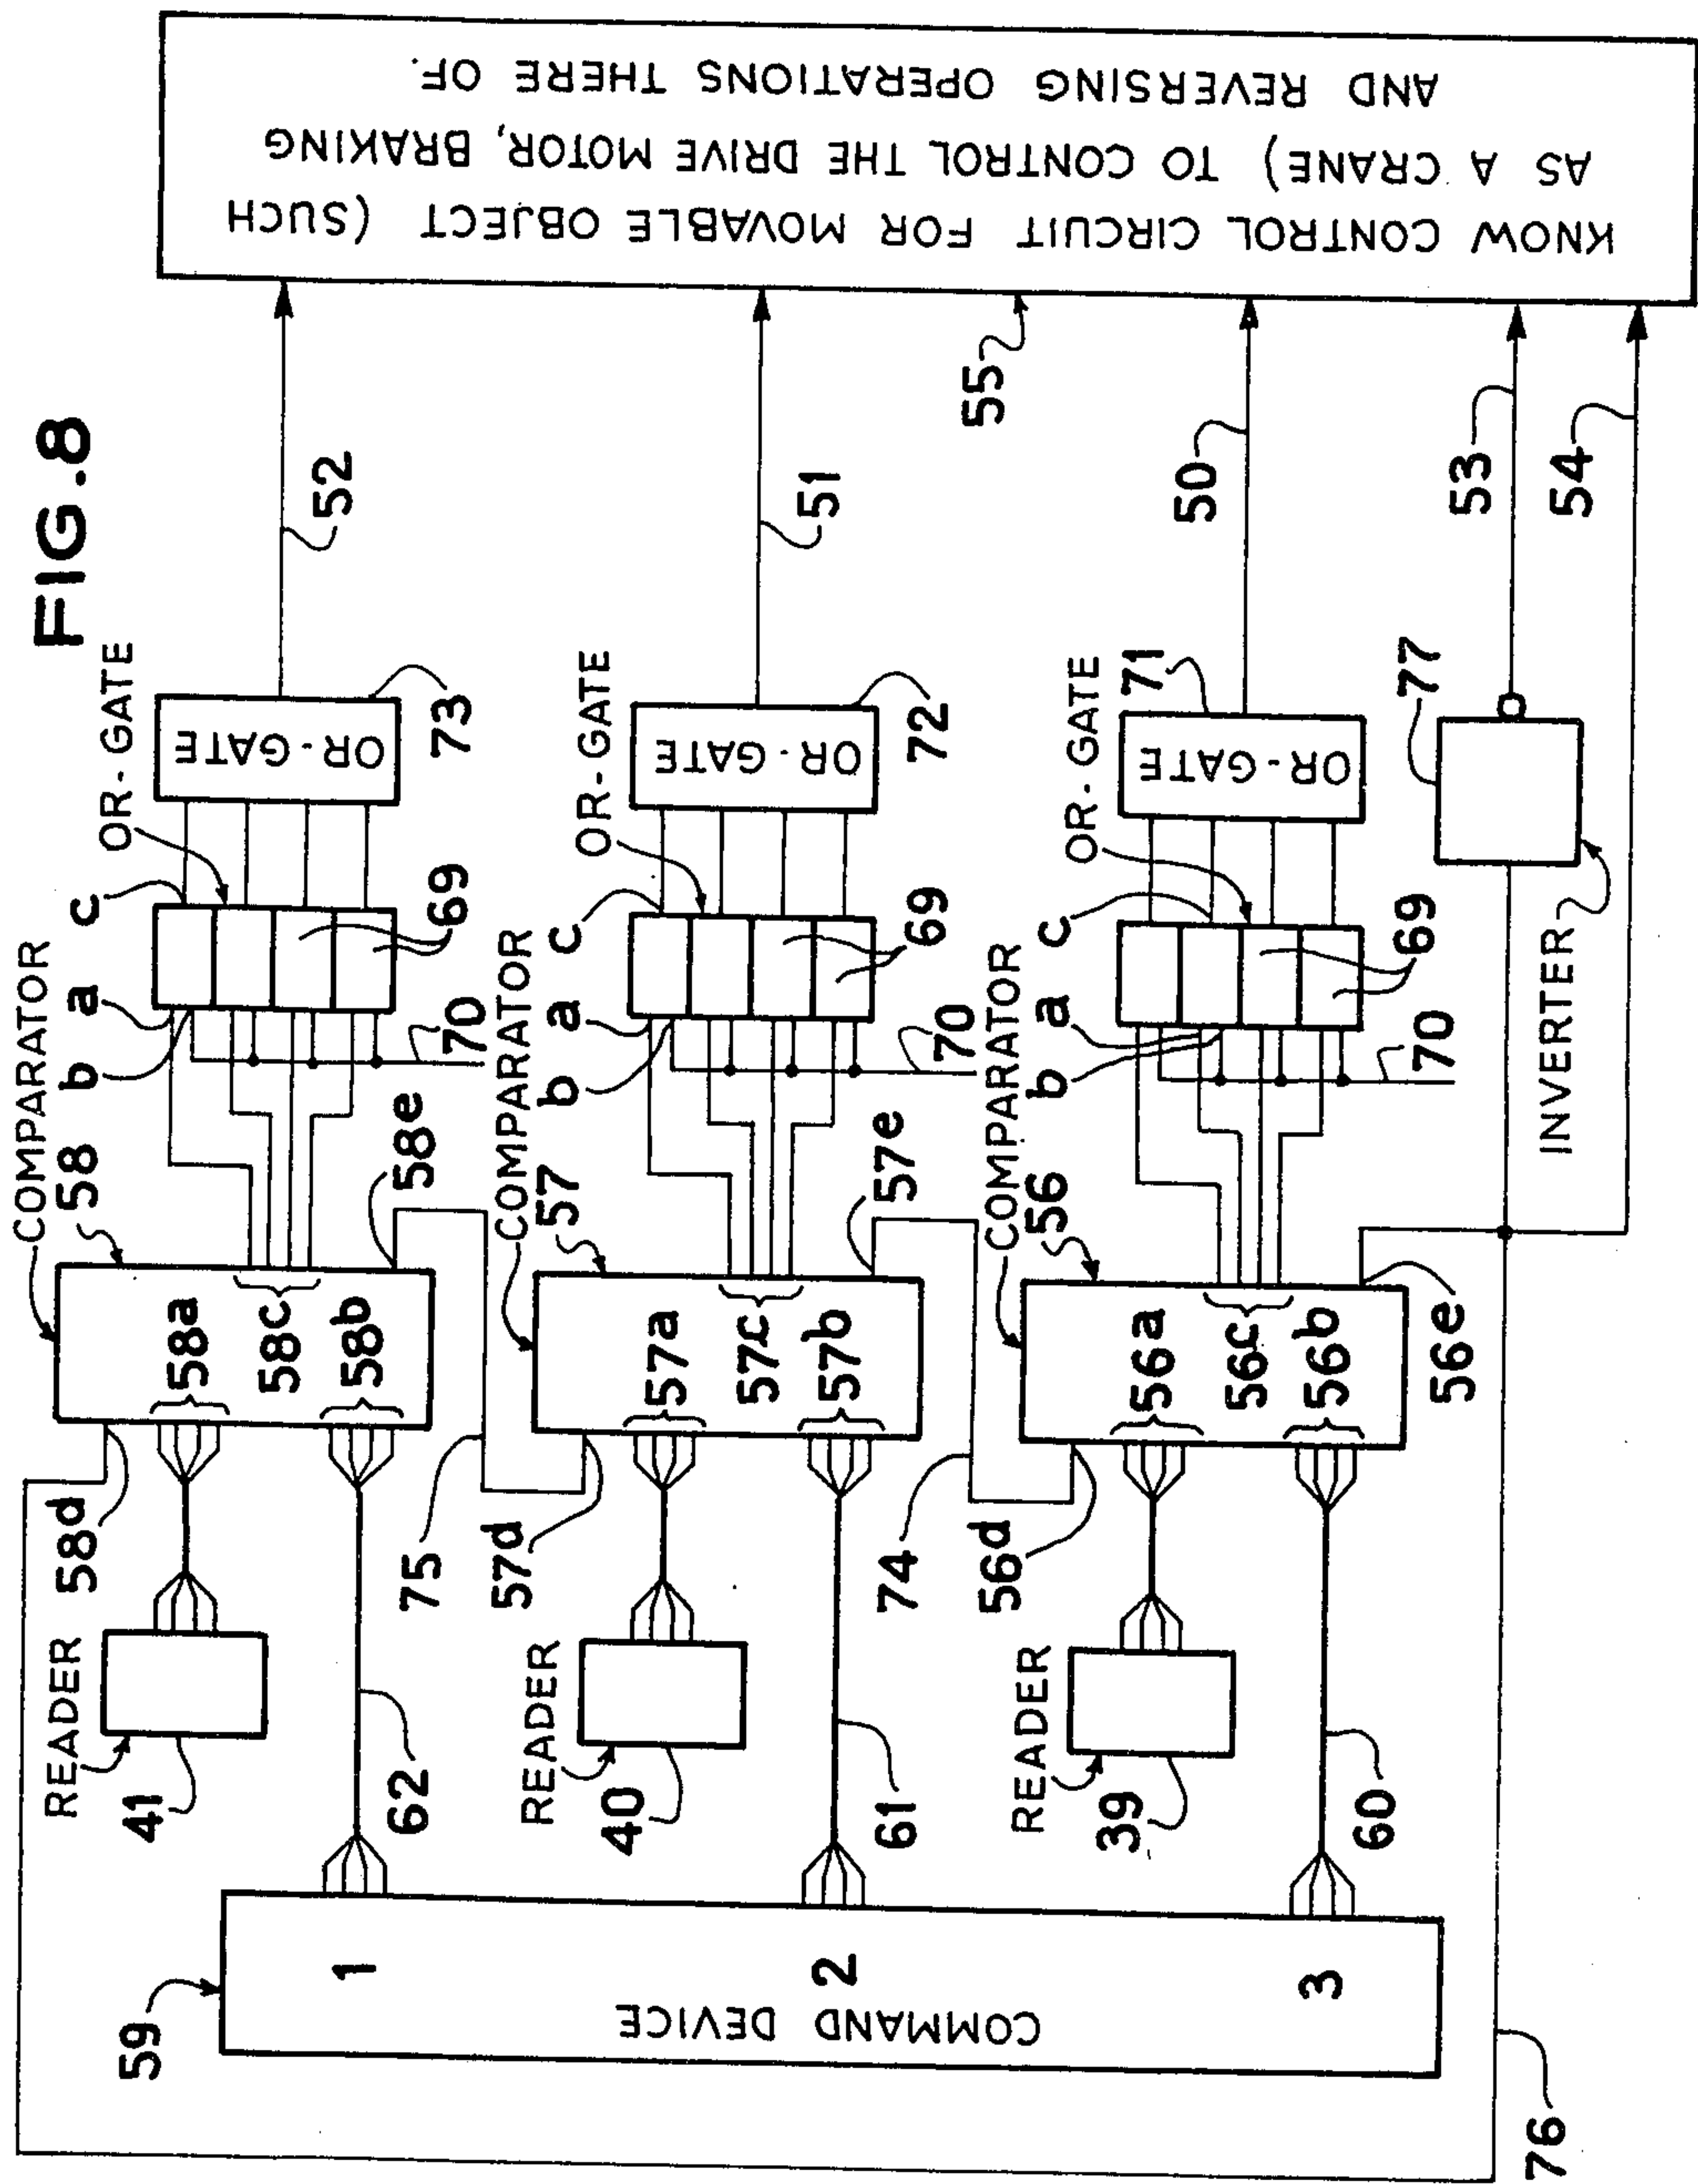 FIG.8
COMPARATOR
58
58d
58a
58c
58b
58e
READER
41
62
OR-GATE
a
b
c
69
70
OR-GATE
73
52
75
COMPARATOR
57
57d
57a
57c
57b
57e
READER
40
61
OR-GATE
a
b
c
69
70
OR-GATE
72
51
74
COMPARATOR
56
56d
56a
56c
56b
56e
READER
39
60
OR-GATE
a
b
c
69
70
OR-GATE
71
50
59
COMMAND DEVICE
1
2
3
76
INVERTER
77
53
54
55
KNOW CONTROL CIRCUIT FOR MOVABLE OBJECT (SUCH
AS A CRANE) TO CONTROL THE DRIVE MOTOR, BRAKING
AND REVERSING OPERATIONS THERE OF.